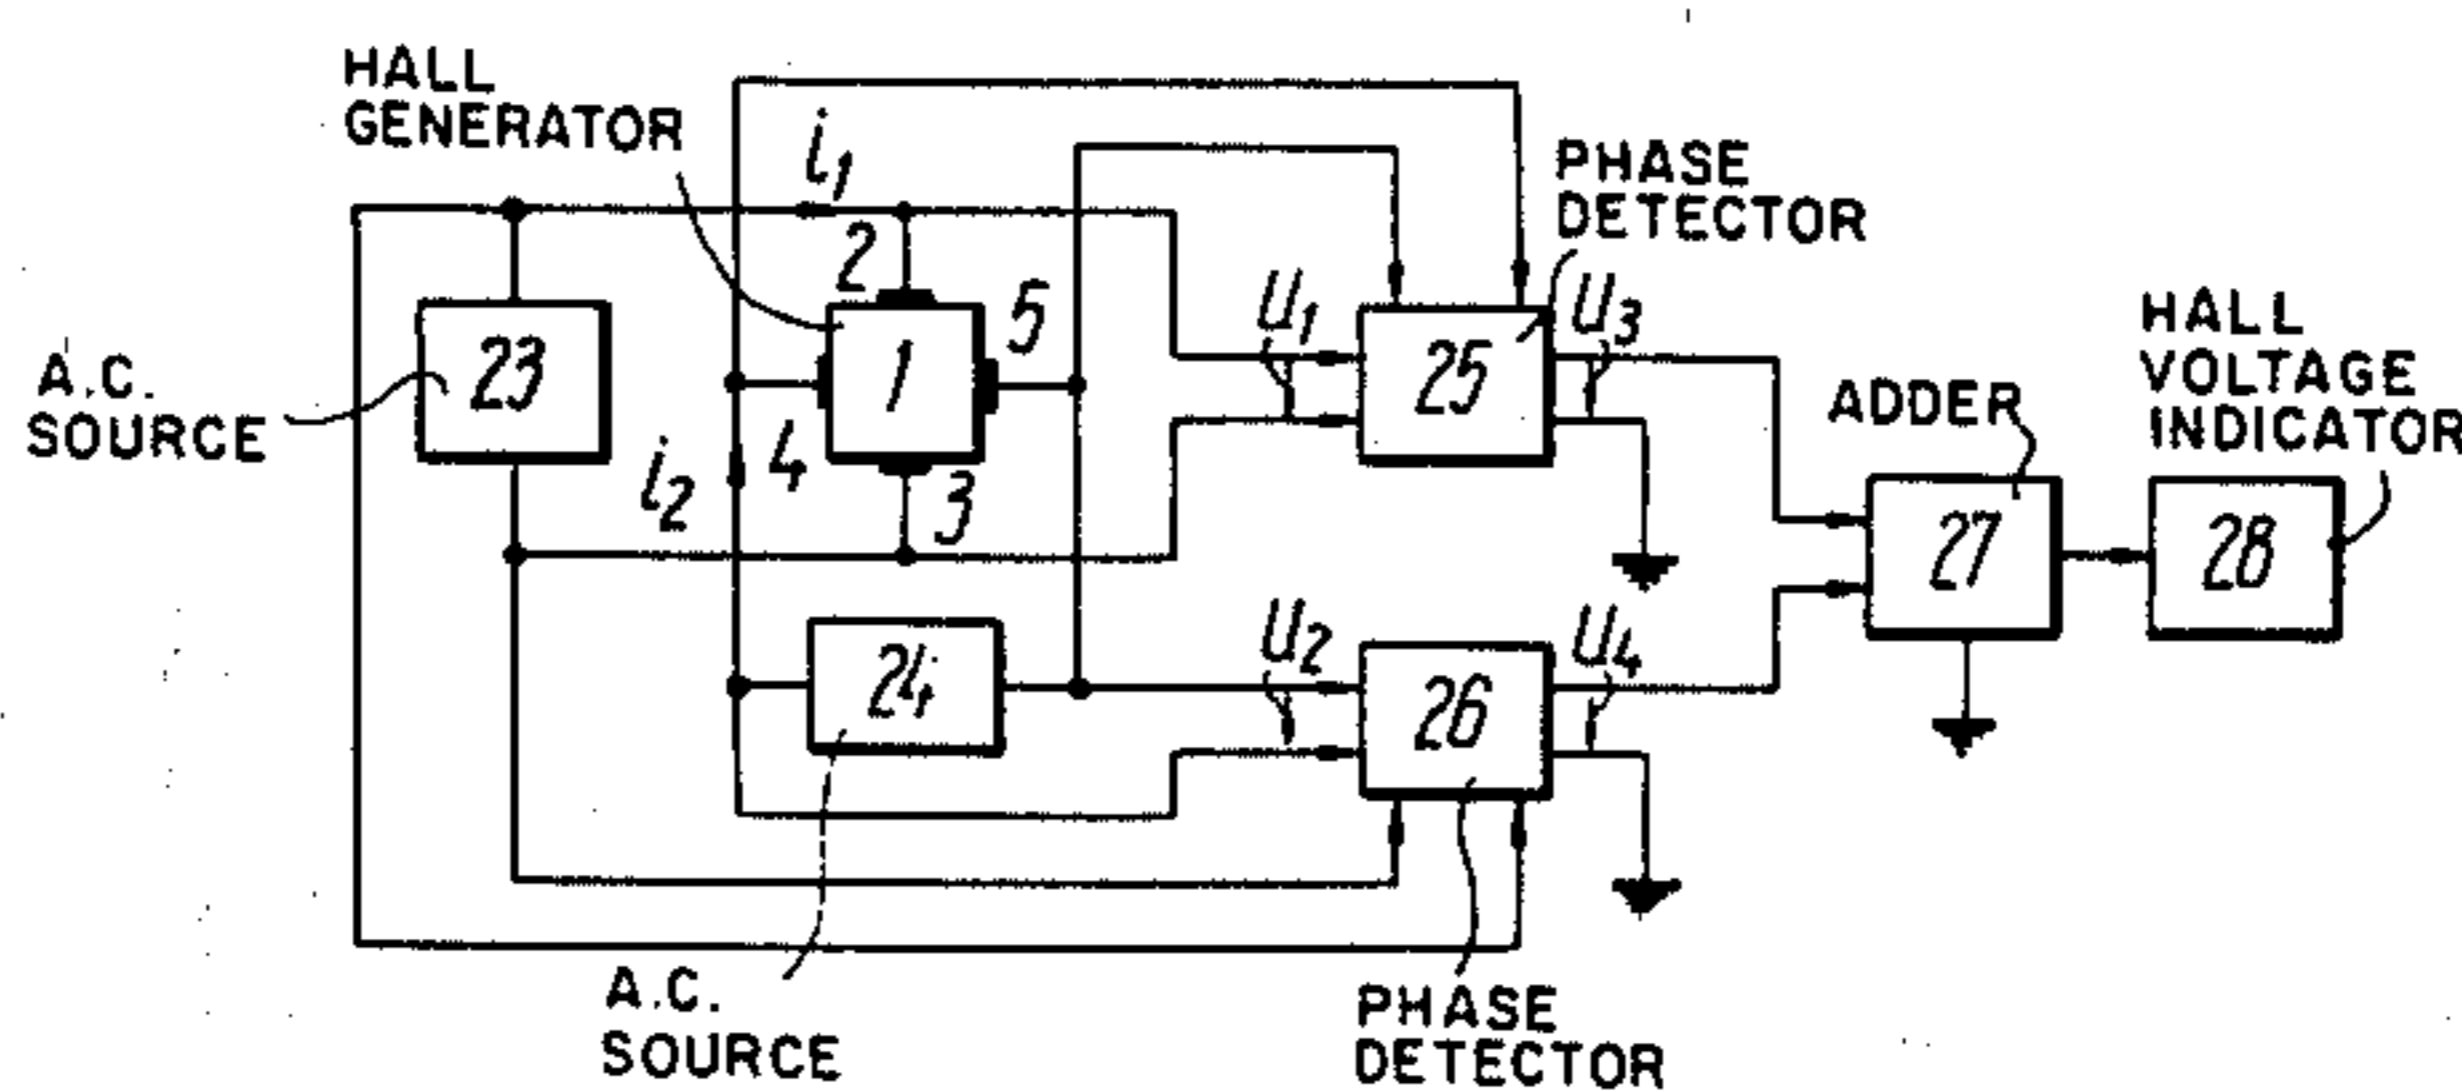 HALL
GENERATOR
i1
PHASE
DETECTOR
2
5
U1
U3
HALL
VOLTAGE
INDICATOR
A.C.
SOURCE
23
1
25
ADDER
4
i2
3
27
28
24
U2
U4
26
A.C.
SOURCE
PHASE
DETECTOR